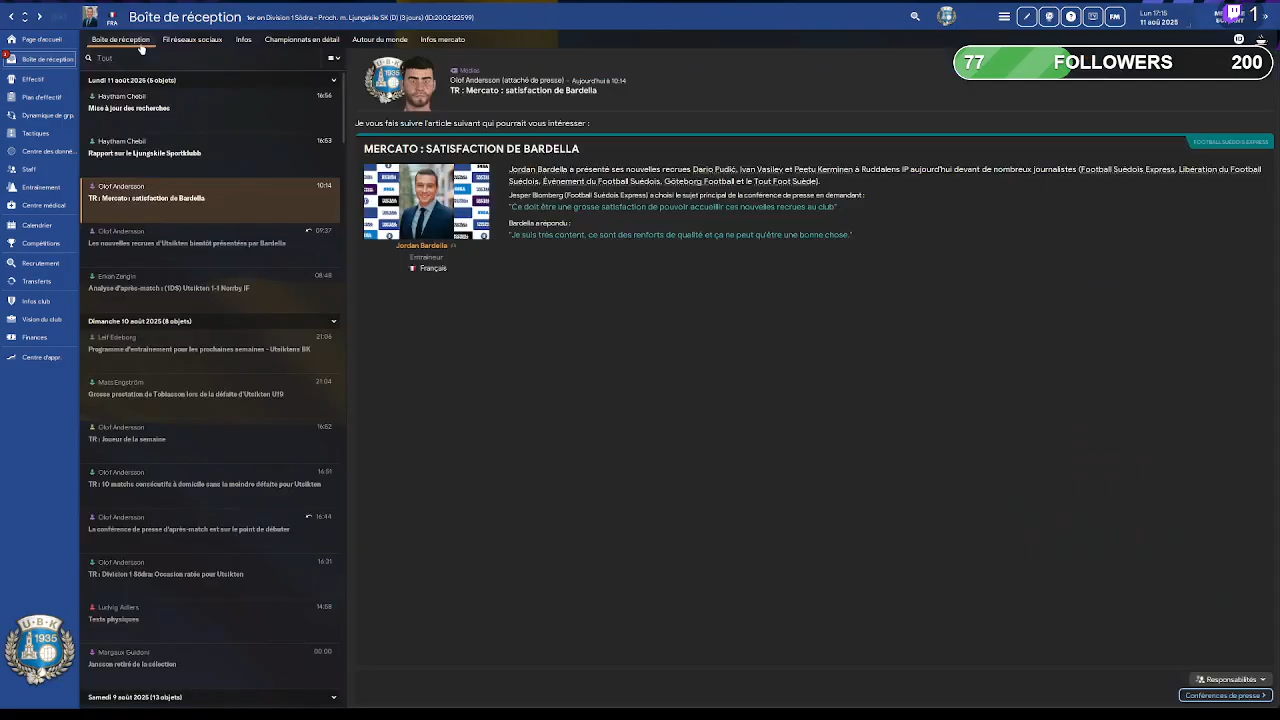 Boîte de réception
1er en Division 1 Södra - Proch. m. Ljungskile SK (D) (3 jours) (ID:2002122599)
FRA
FM
Lun 17:15
11 août 2025
1
Boîte de réception
Fil réseaux sociaux
Infos
Championnats en détail
Autour du monde
Infos mercato
Page d'accueil
Boîte de réception
Effectif
Plan d'effectif
Dynamique de grp.
Tactiques
Centre des donné...
Staff
Entraînement
Centre médical
Calendrier
Compétitions
Recrutement
Transferts
Infos club
Vision du club
Finances
Centre d'appr.
U.B.K
1935
Tout
Lundi 11 août 2025 (5 objets)
Haytham Chebil 16:56
Mise à jour des recherches
Haytham Chebil 16:53
Rapport sur le Ljungskile Sportklubb
Olof Andersson 10:14
TR : Mercato : satisfaction de Bardella
Olof Andersson 09:37
Les nouvelles recrues d'Utsikten bientôt présentées par Bardella
Erkan Zengin 08:48
Analyse d'après-match : (1DS) Utsikten 1-1 Norrby IF
Dimanche 10 août 2025 (8 objets)
Leif Edeborg 21:06
Programme d'entraînement pour les prochaines semaines - Utsiktens BK
Mats Engström 21:04
Grosse prestation de Tobiasson lors de la défaite d'Utsikten U19
Olof Andersson 16:52
TR : Joueur de la semaine
Olof Andersson 16:51
TR : 10 matchs consécutifs à domicile sans la moindre défaite pour Utsikten
Olof Andersson 16:44
La conférence de presse d'après-match est sur le point de débuter
Olof Andersson 16:31
TR : Division 1 Södra: Occasion ratée pour Utsikten
Ludvig Adlers 14:58
Tests physiques
Margaux Guidoni 00:00
Jansson retiré de la sélection
Samedi 9 août 2025 (13 objets)
Médias
Olof Andersson (attaché de presse) - Aujourd'hui à 10:14
TR : Mercato : satisfaction de Bardella
77 FOLLOWERS 200
Je vous fais suivre l'article suivant qui pourrait vous intéresser :
FOOTBALL SUÉDOIS EXPRESS
MERCATO : SATISFACTION DE BARDELLA
Jordan Bardella a présenté ses nouvelles recrues Dario Pudić, Ivan Vasilev et Patrik Kerminen à Ruddalens IP aujourd'hui devant de nombreux journalistes dont Football Suédois Express, Génération du Football
Suédois, Événement du Football Suédois, Göteborg Football et le Tout Foot Suédois.
Jesper Blomberg (Football Suédois Express) a choisi le sujet principal de la conférence de presse en demandant :
"Ce doit être une grosse satisfaction de pouvoir accueillir ces nouvelles recrues au club"
Bardella a répondu :
"Je suis très content, ce sont des renforts de qualité et ça ne peut qu'être une bonne chose."
Jordan Bardella
Entraîneur
Français
Responsabilités
Conférences de presse >